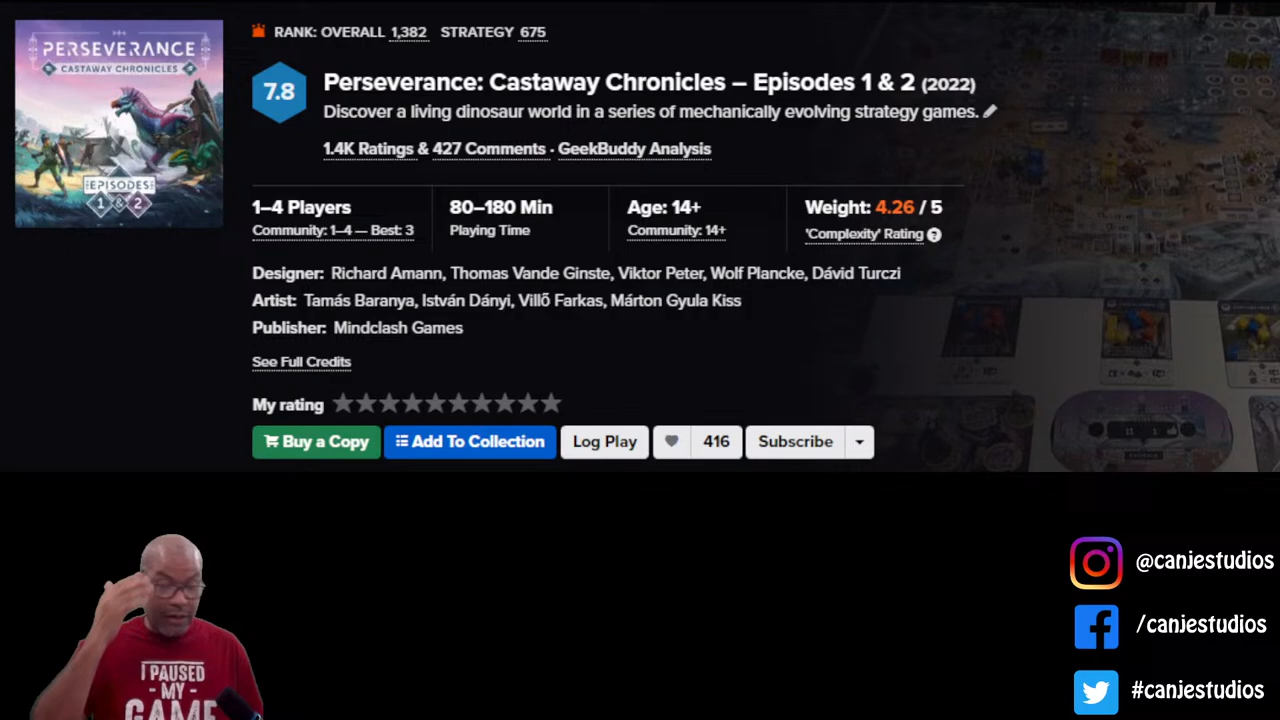 PERSEVERANCE
CASTAWAY CHRONICLES
EPISODES
1 & 2
RANK: OVERALL 1,382 STRATEGY 675
7.8
Perseverance: Castaway Chronicles – Episodes 1 & 2 (2022)
Discover a living dinosaur world in a series of mechanically evolving strategy games.
1.4K Ratings & 427 Comments · GeekBuddy Analysis
1–4 Players
80–180 Min
Age: 14+
Weight: 4.26 / 5
Community: 1–4 — Best: 3
Playing Time
Community: 14+
'Complexity' Rating ?
Designer: Richard Amann, Thomas Vande Ginste, Viktor Peter, Wolf Plancke, Dávid Turczi
Artist: Tamás Baranya, István Dányi, Villő Farkas, Márton Gyula Kiss
Publisher: Mindclash Games
See Full Credits
My rating
Buy a Copy
Add To Collection
Log Play
416
Subscribe
@canjestudios
/canjestudios
#canjestudios
I PAUSED
- MY -
GAME